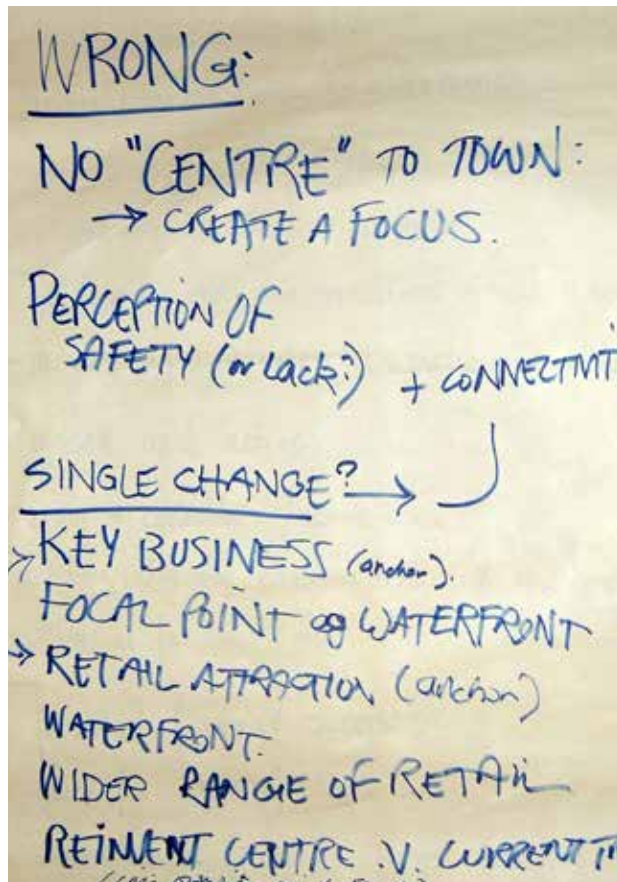 WRONG:
NO "CENTRE" TO TOWN:
→ CREATE A FOCUS.
PERCEPTION OF
SAFETY (or Lack?) + CONNECTIVIT
SINGLE CHANGE? →
→ KEY BUSINESS (anchor).
FOCAL POINT eg WATERFRONT
→ RETAIL ATTRACTION (anchor)
WATERFRONT.
WIDER RANGE OF RETAIL
REINVENT CENTRE .V. CURRENT